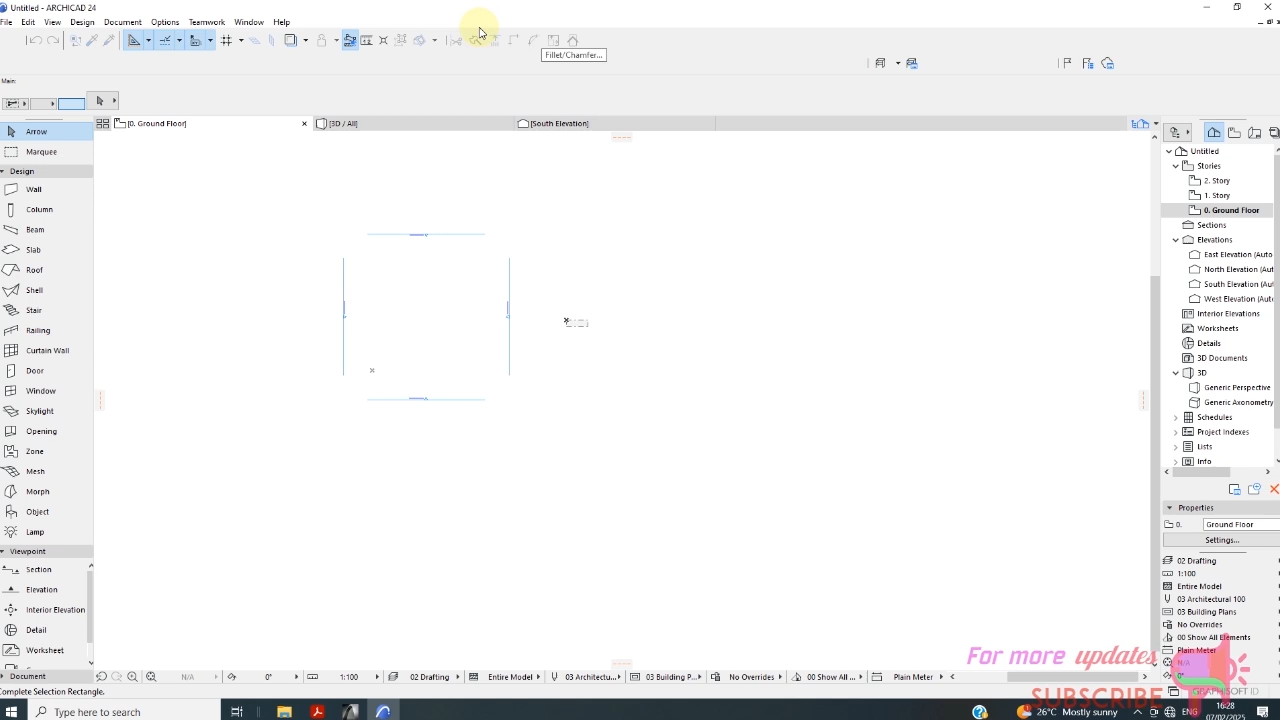 Untitled - ARCHICAD 24
File Edit View Design Document Options Teamwork Window Help
Fillet/Chamfer...
Main:
[0. Ground Floor]
[3D / All]
[South Elevation]
Arrow
Marquee
Design
Wall
Column
Beam
Slab
Roof
Shell
Stair
Railing
Curtain Wall
Door
Window
Skylight
Opening
Zone
Mesh
Morph
Object
Lamp
Viewpoint
Section
Elevation
Interior Elevation
Detail
Worksheet
Document
Untitled
Stories
2. Story
1. Story
0. Ground Floor
Sections
Elevations
East Elevation (Auto
North Elevation (Aut
South Elevation (Aut
West Elevation (Auto
Interior Elevations
Worksheets
Details
3D Documents
3D
Generic Perspective
Generic Axonometry
Schedules
Project Indexes
Lists
Info
Properties
0. Ground Floor
Settings...
02 Drafting
1:100
Entire Model
03 Architectural 100
03 Building Plans
No Overrides
00 Show All Elements
Plain Meter
N/A
N/A 0° 1:100 02 Drafting Entire Model 03 Architectu... 03 Building P... No Overrides 00 Show All ... Plain Meter
Complete Selection Rectangle.
For more updates
SUBSCRIBE
GRAPHISOFT ID
Type here to search
26°C Mostly sunny
ENG
16:28
07/02/2025